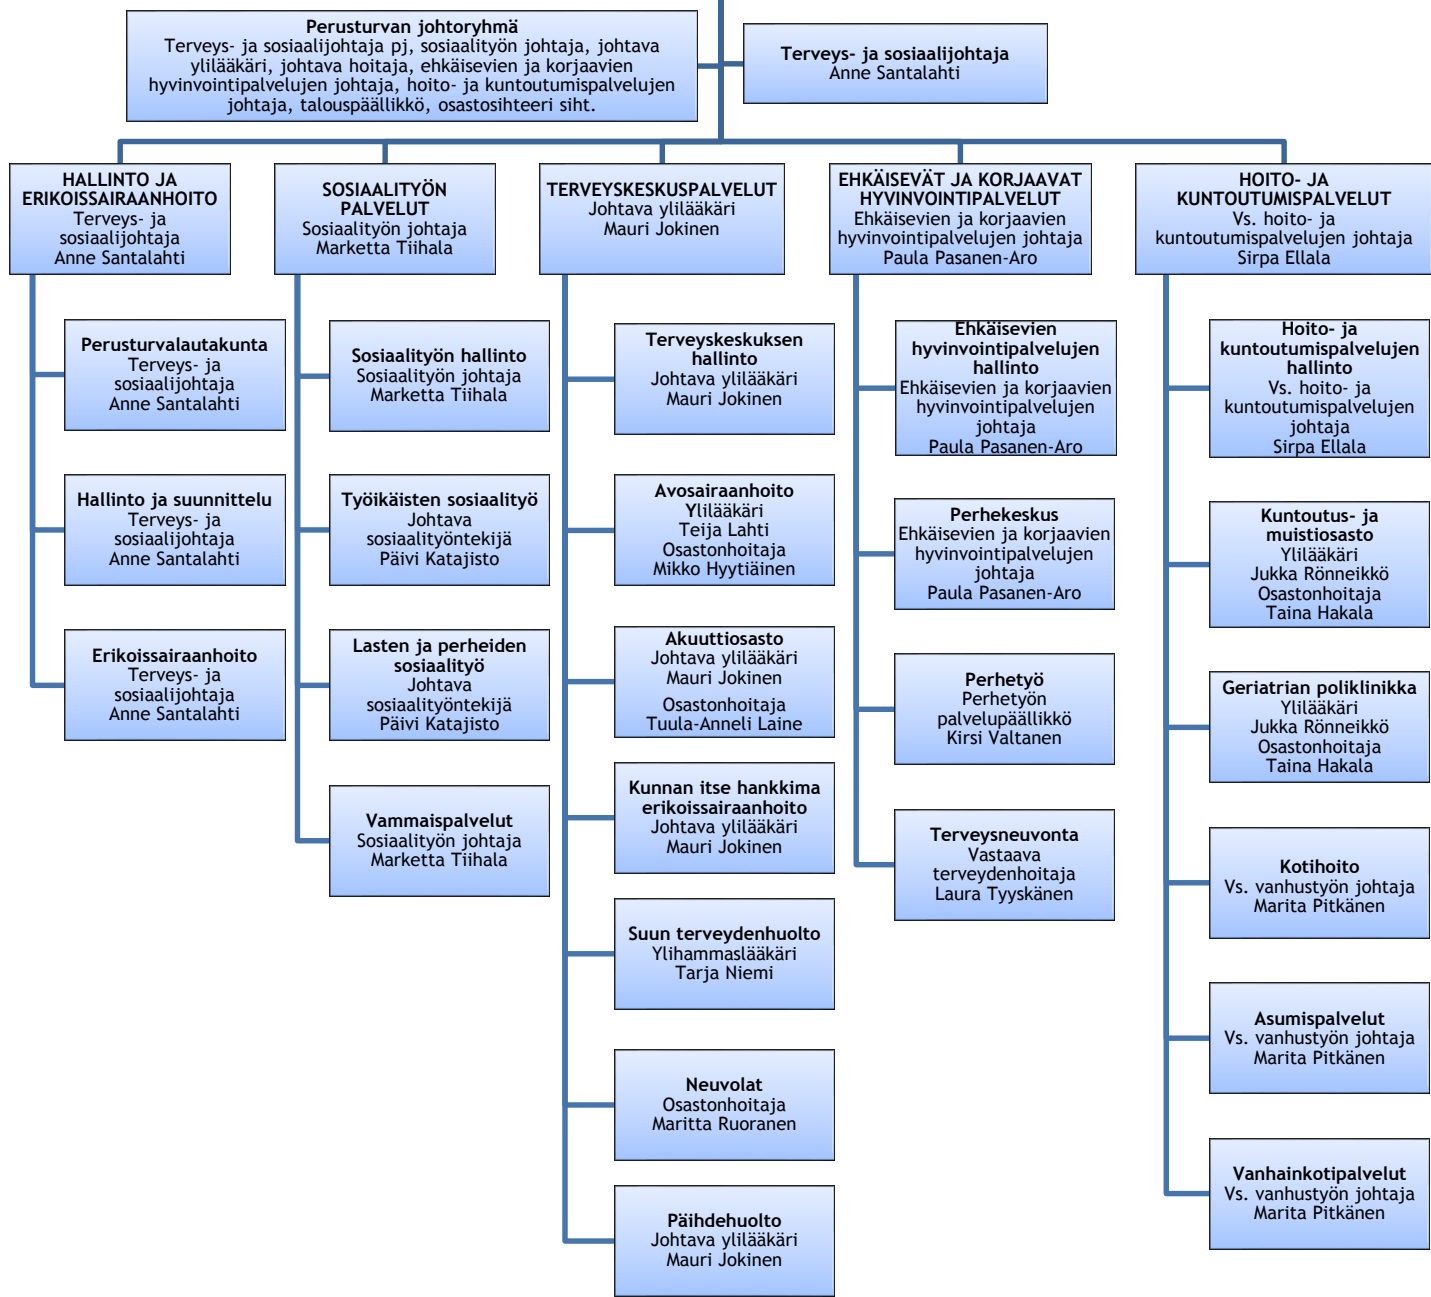 Perusturvan johtoryhmä
Terveys- ja sosiaalijohtaja pj, sosiaalityön johtaja, johtava
ylilääkäri, johtava hoitaja, ehkäisevien ja korjaavien
hyvinvointipalvelujen johtaja, hoito- ja kuntoutumispalvelujen
johtaja, talouspäällikkö, osastosihteeri siht.
Terveys- ja sosiaalijohtaja
Anne Santalahti
HALLINTO JA
ERIKOISSAIRAANHOITO
Terveys- ja
sosiaalijohtaja
Anne Santalahti
Perusturvalautakunta
Terveys- ja
sosiaalijohtaja
Anne Santalahti
Hallinto ja suunnittelu
Terveys- ja
sosiaalijohtaja
Anne Santalahti
Erikoissairaanhoito
Terveys- ja
sosiaalijohtaja
Anne Santalahti
SOSIAALITYÖN
PALVELUT
Sosiaalityön johtaja
Marketta Tiihala
Sosiaalityön hallinto
Sosiaalityön johtaja
Marketta Tiihala
Työikäisten sosiaalityö
Johtava
sosiaalityöntekijä
Päivi Katajisto
Lasten ja perheiden
sosiaalityö
Johtava
sosiaalityöntekijä
Päivi Katajisto
Vammaispalvelut
Sosiaalityön johtaja
Marketta Tiihala
TERVEYSKESKUSPALVELUT
Johtava ylilääkäri
Mauri Jokinen
Terveyskeskuksen
hallinto
Johtava ylilääkäri
Mauri Jokinen
Avosairaanhoito
Ylilääkäri
Teija Lahti
Osastonhoitaja
Mikko Hyytiäinen
Akuuttiosasto
Johtava ylilääkäri
Mauri Jokinen
Osastonhoitaja
Tuula-Anneli Laine
Kunnan itse hankkima
erikoissairaanhoito
Johtava ylilääkäri
Mauri Jokinen
Suun terveydenhuolto
Ylihammaslääkäri
Tarja Niemi
Neuvolat
Osastonhoitaja
Maritta Ruoranen
Päihdehuolto
Johtava ylilääkäri
Mauri Jokinen
EHKÄISEVÄT JA KORJAAVAT
HYVINVOINTIPALVELUT
Ehkäisevien ja korjaavien
hyvinvointipalvelujen johtaja
Paula Pasanen-Aro
Ehkäisevien
hyvinvointipalvelujen
hallinto
Ehkäisevien ja korjaavien
hyvinvointipalvelujen
johtaja
Paula Pasanen-Aro
Perhekeskus
Ehkäisevien ja korjaavien
hyvinvointipalvelujen
johtaja
Paula Pasanen-Aro
Perhetyö
Perhetyön
palvelupäällikkö
Kirsi Valtanen
Terveysneuvonta
Vastaava
terveydenhoitaja
Laura Tyyskänen
HOITO- JA
KUNTOUTUMISPALVELUT
Vs. hoito- ja
kuntoutumispalvelujen johtaja
Sirpa Ellala
Hoito- ja
kuntoutumispalvelujen
hallinto
Vs. hoito- ja
kuntoutumispalvelujen
johtaja
Sirpa Ellala
Kuntoutus- ja
muistiosasto
Ylilääkäri
Jukka Rönneikkö
Osastonhoitaja
Taina Hakala
Geriatrian poliklinikka
Ylilääkäri
Jukka Rönneikkö
Osastonhoitaja
Taina Hakala
Kotihoito
Vs. vanhustyön johtaja
Marita Pitkänen
Asumispalvelut
Vs. vanhustyön johtaja
Marita Pitkänen
Vanhainkotipalvelut
Vs. vanhustyön johtaja
Marita Pitkänen